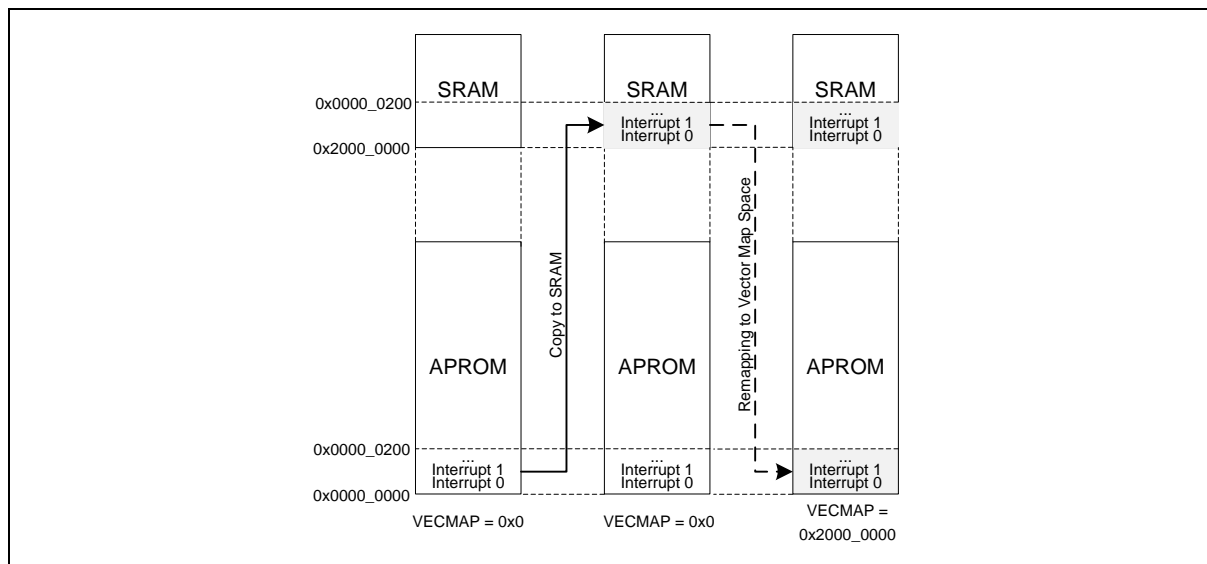 SRAM
SRAM
SRAM
0x0000_0200
...
Interrupt 1
Interrupt 0
...
Interrupt 1
Interrupt 0
0x2000_0000
Copy to SRAM
Remapping to Vector Map Space
APROM
APROM
APROM
0x0000_0200
...
Interrupt 1
Interrupt 0
...
Interrupt 1
Interrupt 0
...
Interrupt 1
Interrupt 0
0x0000_0000
VECMAP = 0x0
VECMAP = 0x0
VECMAP =
0x2000_0000